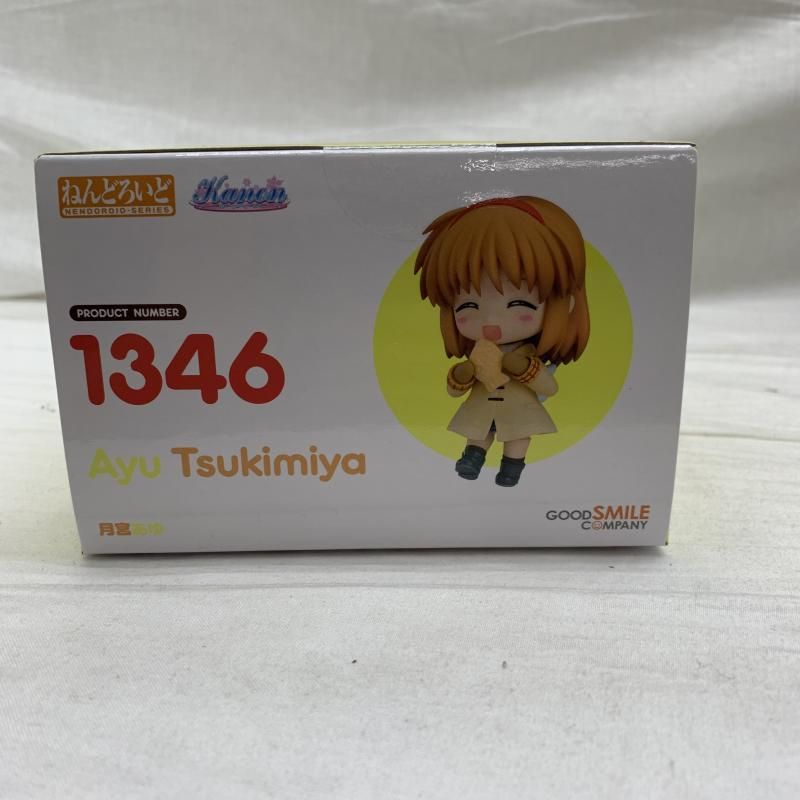 ねんどろいど
NENDOROID-SERIES
Kanon
PRODUCT NUMBER
1346
Ayu Tsukimiya
月宮あゆ
GOOD SMILE
COMPANY